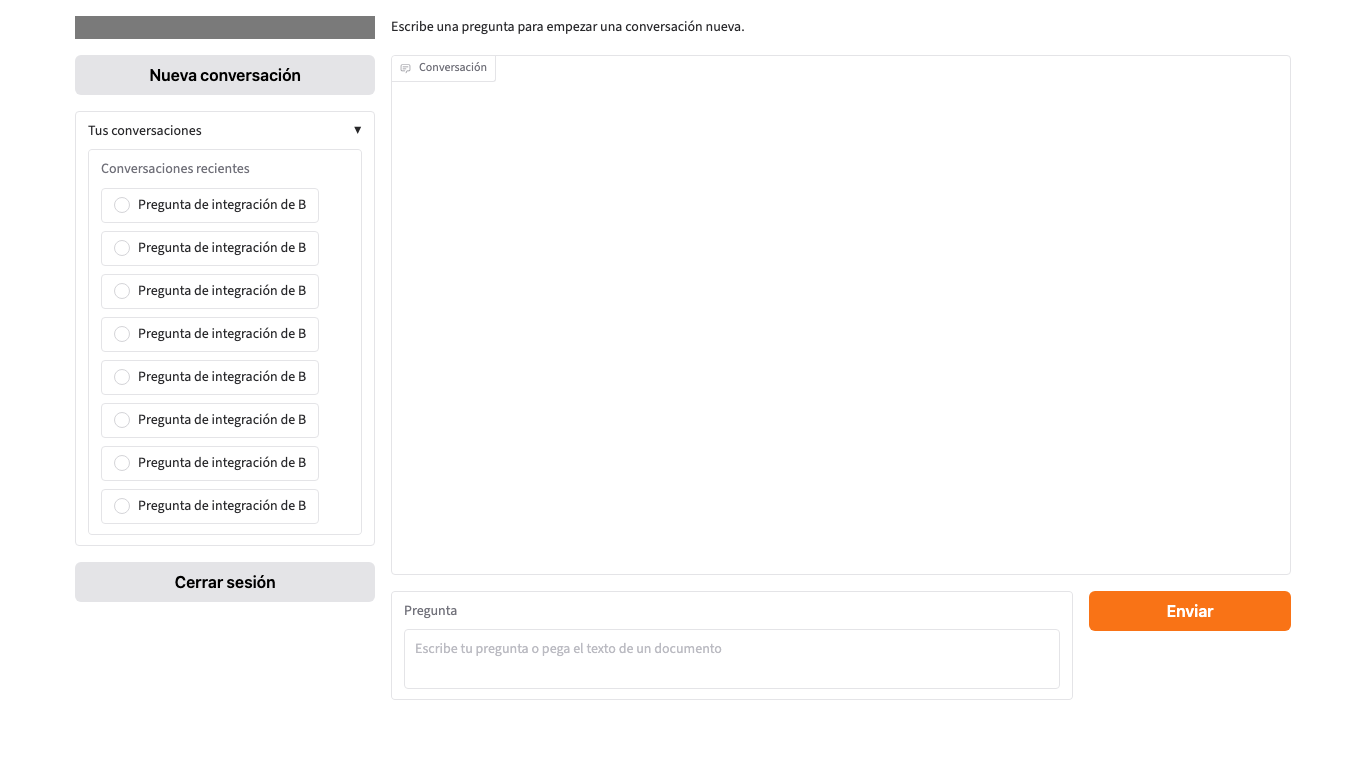 Nueva conversación
Tus conversaciones ▼
Conversaciones recientes
Pregunta de integración de B
Pregunta de integración de B
Pregunta de integración de B
Pregunta de integración de B
Pregunta de integración de B
Pregunta de integración de B
Pregunta de integración de B
Pregunta de integración de B
Cerrar sesión
Escribe una pregunta para empezar una conversación nueva.
Conversación
Pregunta
Escribe tu pregunta o pega el texto de un documento
Enviar